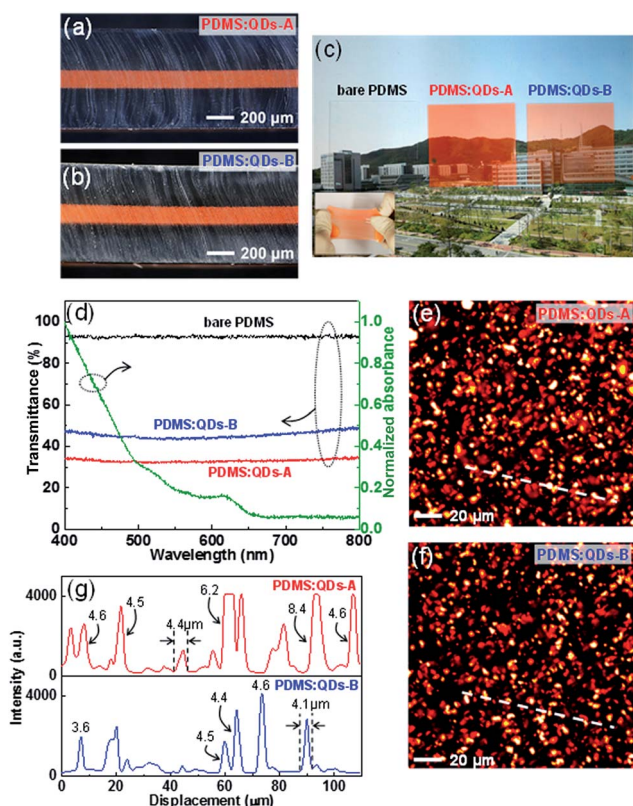 (a)
PDMS:QDs-A
200 μm
(b)
PDMS:QDs-B
200 μm
(c)
bare PDMS
PDMS:QDs-A
PDMS:QDs-B
(d)
bare PDMS
PDMS:QDs-B
PDMS:QDs-A
100
80
60
40
20
0
Transmittance (%)
1.0
0.8
0.6
0.4
0.2
0.0
Normalized absorbance
400 500 600 700 800
Wavelength (nm)
(e)
PDMS:QDs-A
20 μm
(f)
PDMS:QDs-B
20 μm
(g)
PDMS:QDs-A
4000
0
4.6
4.5
4.4μm
6.2
8.4
4.6
PDMS:QDs-B
4000
0
3.6
4.5
4.4
4.6
4.1μm
Intensity (a.u.)
0 20 40 60 80 100
Displacement (μm)